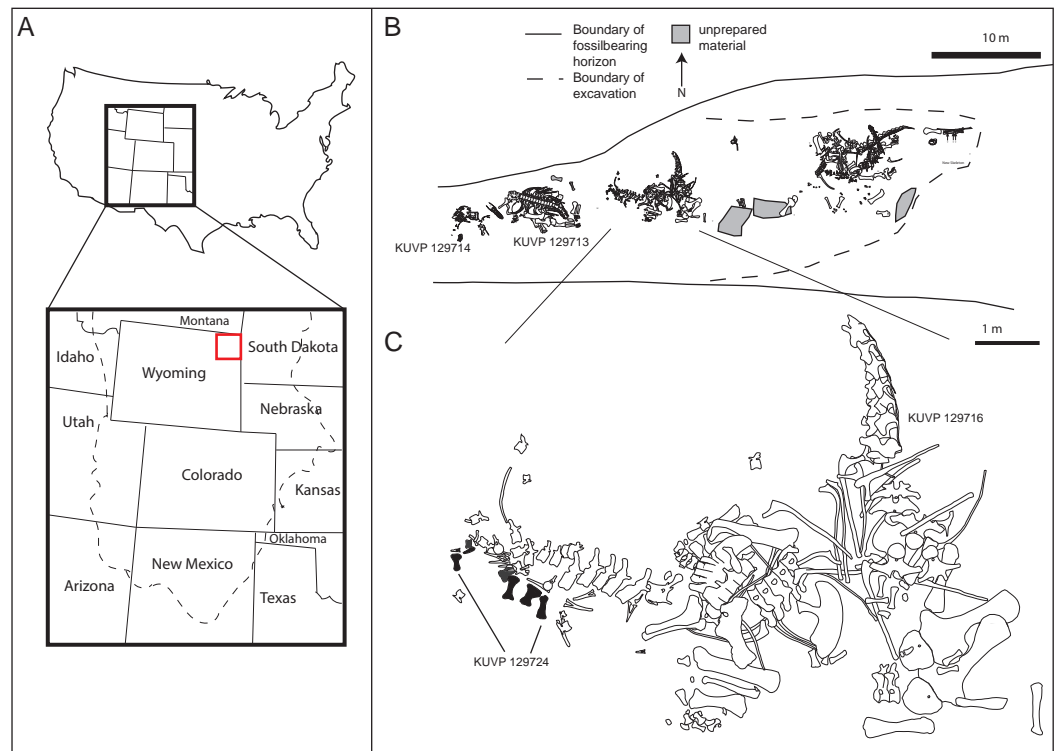 A
Montana
Idaho
South Dakota
Wyoming
Utah
Nebraska
Colorado
Kansas
Oklahoma
New Mexico
Arizona
Texas
B
Boundary of
fossilbearing
horizon
Boundary of
excavation
unprepared
material
N
10 m
KUVP 129714
KUVP 129713
C
1 m
KUVP 129716
KUVP 129724